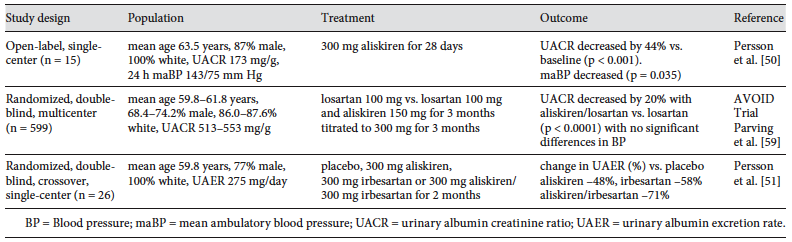 Study design Population Treatment Outcome Reference
Open-label, single- mean age 63.5 years, 87% male, 300 mg aliskiren for 28 days UACR decreased by 44% vs. Persson
center (n = 15) 100% white, UACR 173 mg/g, baseline (p < 0.001). et al. [50]
24 h maBP 143/75 mm Hg maBP decreased (p = 0.035)
Randomized, double- mean age 59.8–61.8 years, losartan 100 mg vs. losartan 100 mg UACR decreased by 20% with AVOID
blind, multicenter 68.4–74.2% male, 86.0–87.6% and aliskiren 150 mg for 3 months aliskiren/losartan vs. losartan Trial
(n = 599) white, UACR 513–553 mg/g titrated to 300 mg for 3 months (p < 0.0001) with no significant Parving
differences in BP et al. [59]
Randomized, double- mean age 59.8 years, 77% male, placebo, 300 mg aliskiren, change in UAER (%) vs. placebo Persson
blind, crossover, 100% white, UAER 275 mg/day 300 mg irbesartan or 300 mg aliskiren/ aliskiren –48%, irbesartan –58% et al. [51]
single-center (n = 26) 300 mg irbesartan for 2 months aliskiren/irbesartan –71%
BP = Blood pressure; maBP = mean ambulatory blood pressure; UACR = urinary albumin creatinine ratio; UAER = urinary albumin excretion rate.